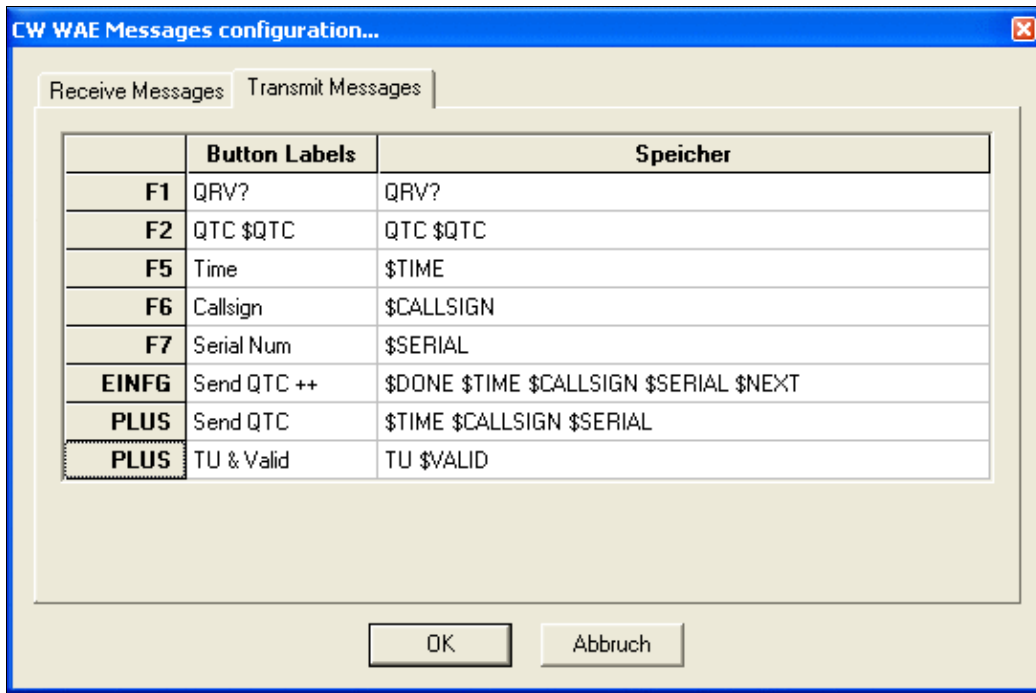 CW WAE Messages configuration...
Receive Messages Transmit Messages
Button Labels Speicher
F1 QRV? QRV?
F2 QTC $QTC QTC $QTC
F5 Time $TIME
F6 Callsign $CALLSIGN
F7 Serial Num $SERIAL
EINFG Send QTC ++ $DONE $TIME $CALLSIGN $SERIAL $NEXT
PLUS Send QTC $TIME $CALLSIGN $SERIAL
PLUS TU & Valid TU $VALID
OK Abbruch